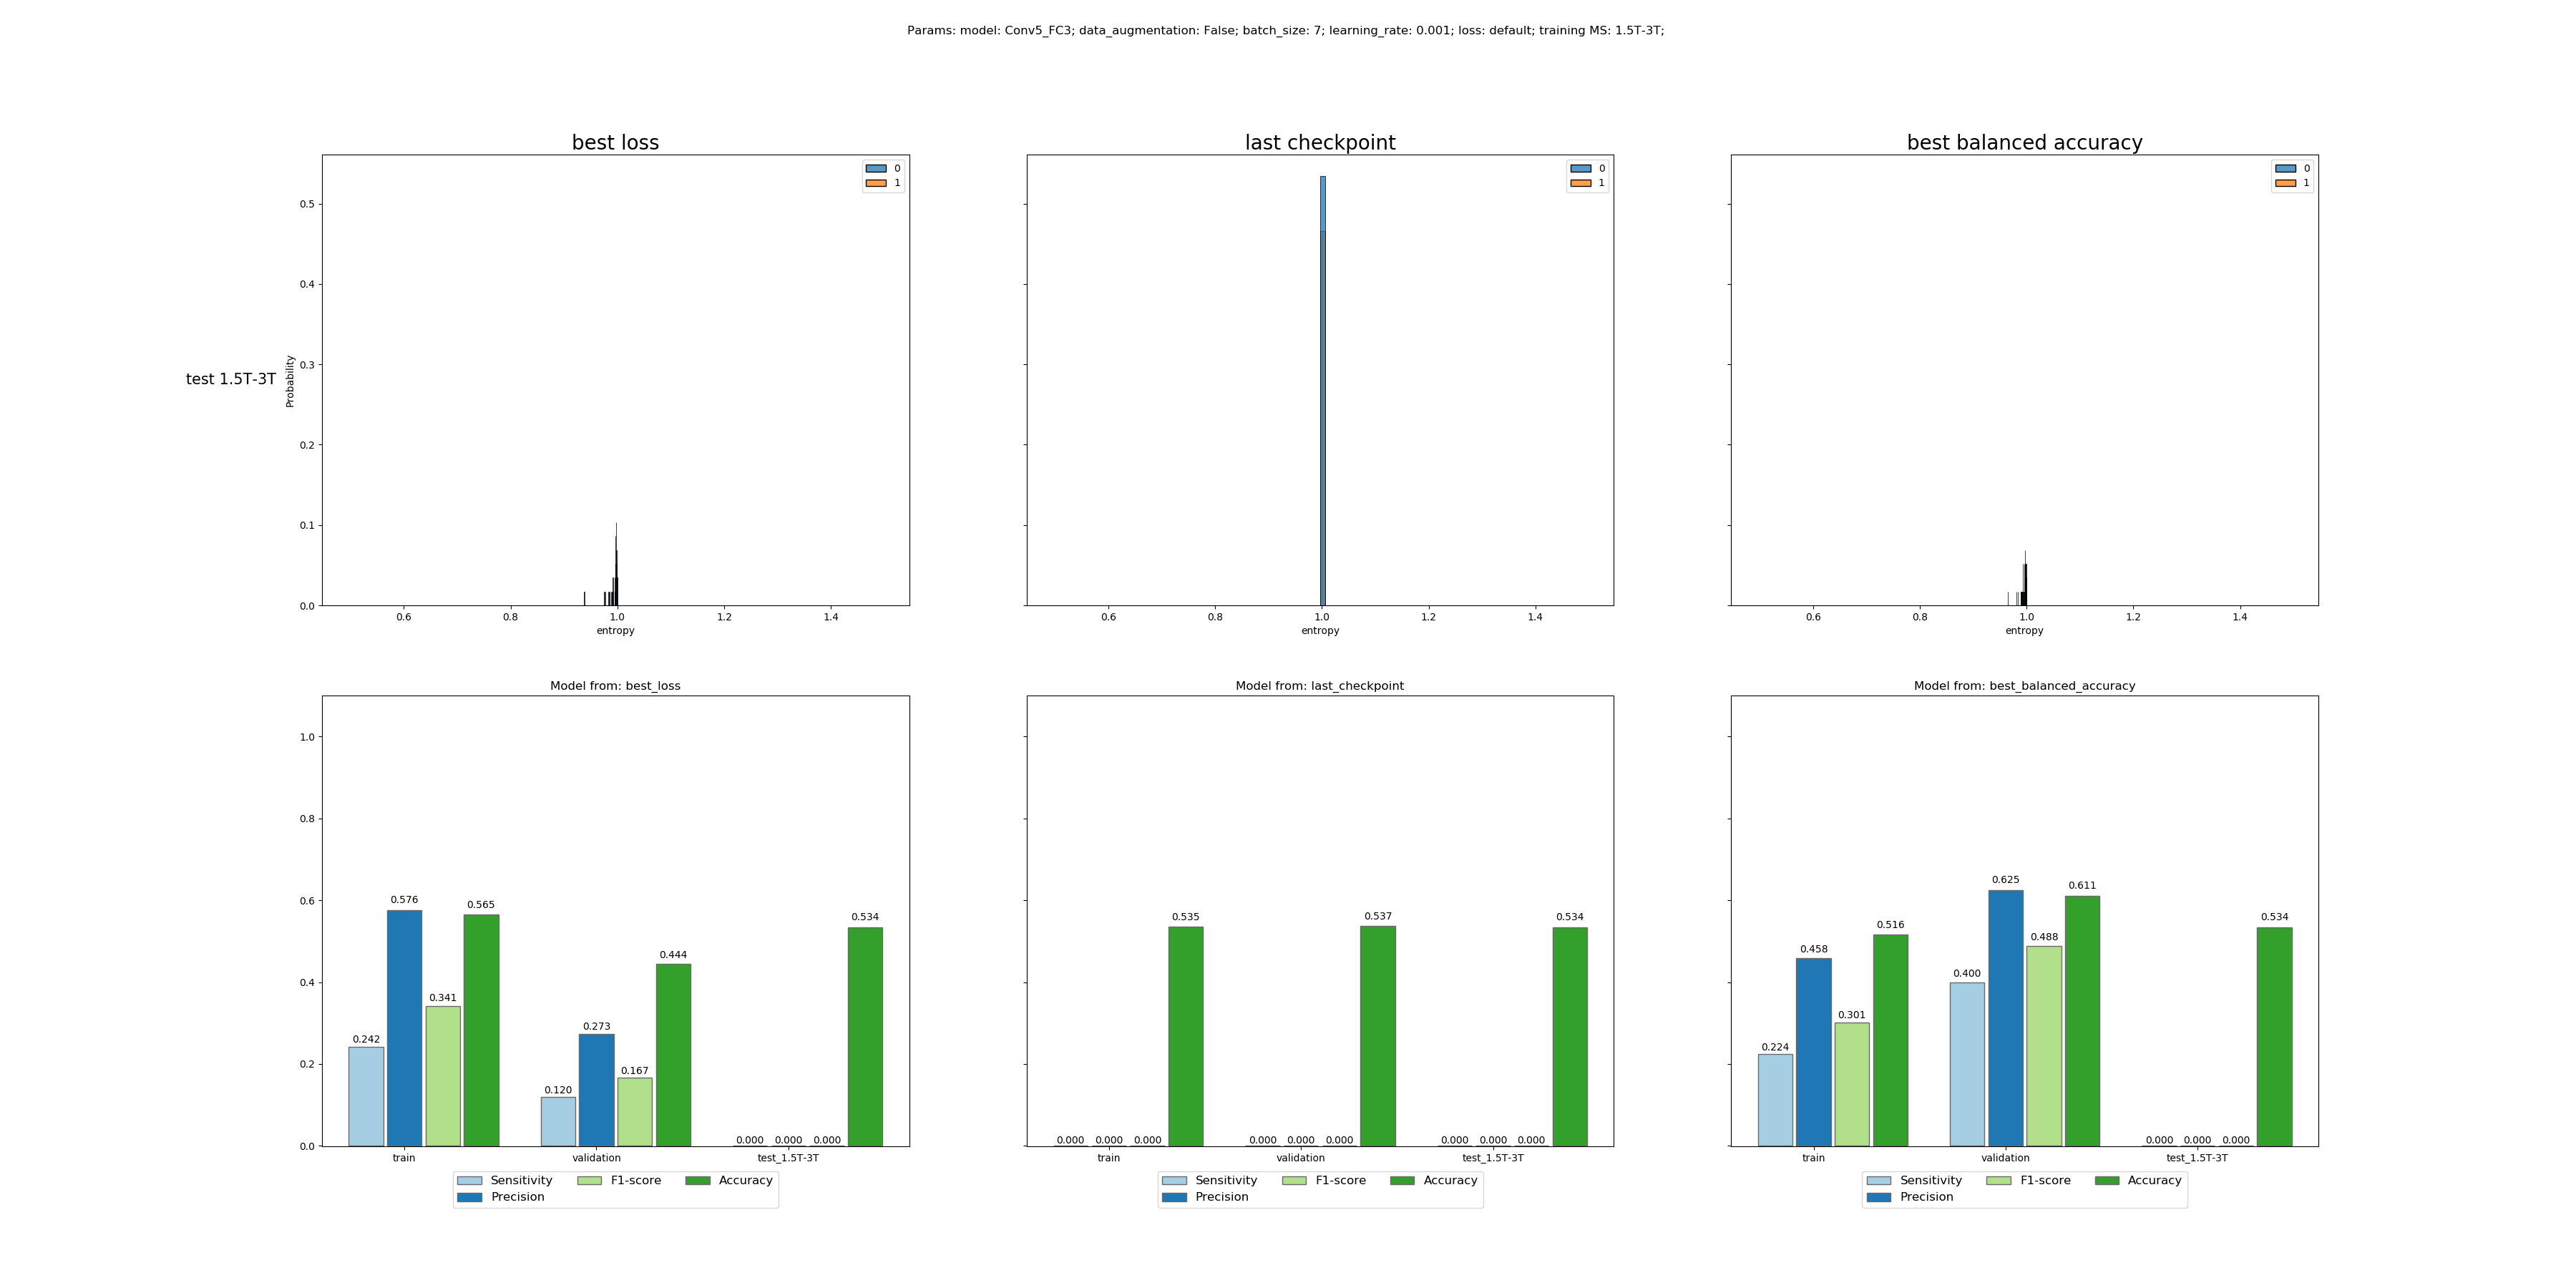 Params: model: Conv5_FC3; data_augmentation: False; batch_size: 7; learning_rate: 0.001; loss: default; training MS: 1.5T-3T;
best loss
last checkpoint
best balanced accuracy
test 1.5T-3T
Probability
0.5
0.4
0.3
0.2
0.1
0.0
0
1
0.6 0.8 1.0 1.2 1.4
entropy
0
1
0.6 0.8 1.0 1.2 1.4
entropy
0
1
0.6 0.8 1.0 1.2 1.4
entropy
Model from: best_loss
1.0
0.8
0.6
0.4
0.2
0.0
0.242 0.576 0.341 0.565
0.120 0.273 0.167 0.444
0.000 0.000 0.000 0.534
train validation test_1.5T-3T
Sensitivity F1-score Accuracy
Precision
Model from: last_checkpoint
0.000 0.000 0.000 0.535
0.000 0.000 0.000 0.537
0.000 0.000 0.000 0.534
train validation test_1.5T-3T
Sensitivity F1-score Accuracy
Precision
Model from: best_balanced_accuracy
0.224 0.458 0.301 0.516
0.400 0.625 0.488 0.611
0.000 0.000 0.000 0.534
train validation test_1.5T-3T
Sensitivity F1-score Accuracy
Precision